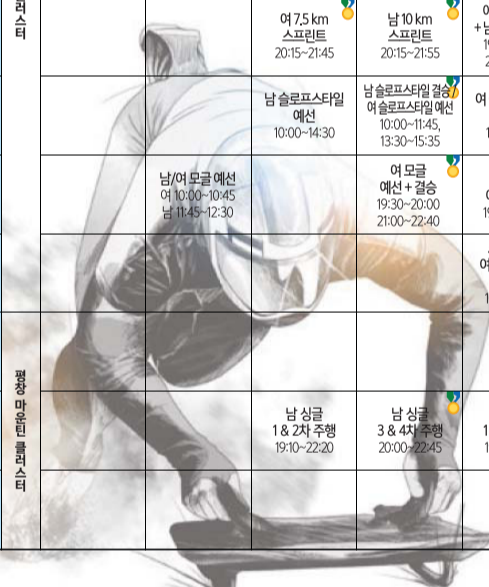 러스터
여 7.5 km
스프린트
20:15~21:45
남 10 km
스프린트
20:15~21:55
남 슬로프스타일
예선
10:00~14:30
남 슬로프스타일 결승/
여 슬로프스타일 예선
10:00~11:45,
13:30~15:35
여
남/여 모글 예선
여 10:00~10:45
남 11:45~12:30
여 모글
예선 + 결승
19:30~20:00
21:00~22:40
평창 마운틴 클러스터
남 싱글
1 & 2차 주행
19:10~22:20
남 싱글
3 & 4차 주행
20:00~22:45